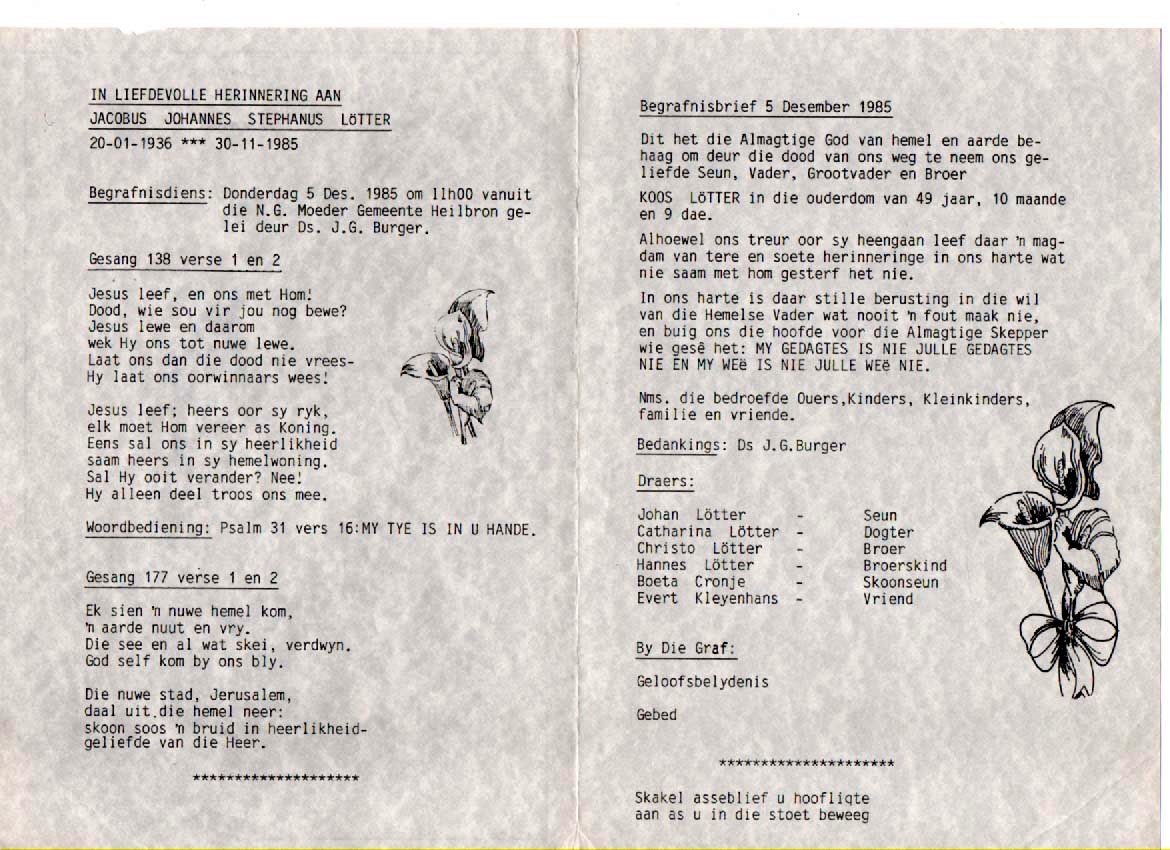 IN LIEFDEVOLLE HERINNERING AAN
JACOBUS JOHANNES STEPHANUS LöTTER
20-01-1936 *** 30-11-1985
Begrafnisdiens: Donderdag 5 Des. 1985 om 11h00 vanuit
die N.G. Moeder Gemeente Heilbron ge-
lei deur Ds. J.G. Burger.
Gesang 138 verse 1 en 2
Jesus leef, en ons met Hom!
Dood, wie sou vir jou nog bewe?
Jesus lewe en daarom
wek Hy ons tot nuwe lewe.
Laat ons dan die dood nie vrees-
Hy laat ons oorwinnaars wees!
Jesus leef; heers oor sy ryk,
elk moet Hom vereer as Koning.
Eens sal ons in sy heerlikheid
saam heers in sy hemelwoning.
Sal Hy ooit verander? Nee!
Hy alleen deel troos ons mee.
Woordbediening: Psalm 31 vers 16:MY TYE IS IN U HANDE.
Gesang 177 verse 1 en 2
Ek sien 'n nuwe hemel kom,
'n aarde nuut en vry.
Die see en al wat skei, verdwyn.
God self kom by ons bly.
Die nuwe stad, Jerusalem,
daal uit die hemel neer:
skoon soos 'n bruid in heerlikheid-
geliefde van die Heer.
********************
Begrafnisbrief 5 Desember 1985
Dit het die Almagtige God van hemel en aarde be-
haag om deur die dood van ons weg te neem ons ge-
liefde Seun, Vader, Grootvader en Broer
KOOS LöTTER in die ouderdom van 49 jaar, 10 maande
en 9 dae.
Alhoewel ons treur oor sy heengaan leef daar 'n mag-
dam van tere en soete herinneringe in ons harte wat
nie saam met hom gesterf het nie.
In ons harte is daar stille berusting in die wil
van die Hemelse Vader wat nooit 'n fout maak nie,
en buig ons die hoofde voor die Almagtige Skepper
wie gesê het: MY GEDAGTES IS NIE JULLE GEDAGTES
NIE EN MY WEë IS NIE JULLE WEë NIE.
Nms. die bedroefde Ouers,Kinders, Kleinkinders,
familie en vriende.
Bedankings: Ds J.G.Burger
Draers:
Johan Lötter - Seun
Catharina Lötter - Dogter
Christo Lötter - Broer
Hannes Lötter - Broerskind
Boeta Cronje - Skoonseun
Evert Kleyenhans - Vriend
By Die Graf:
Geloofsbelydenis
Gebed
*********************
Skakel asseblief u hoofligte
aan as u in die stoet beweeg